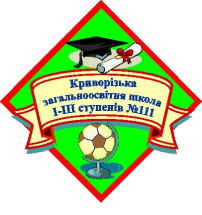 Криворізька
загальноосвітня школа
І-ІІІ ступенів №111